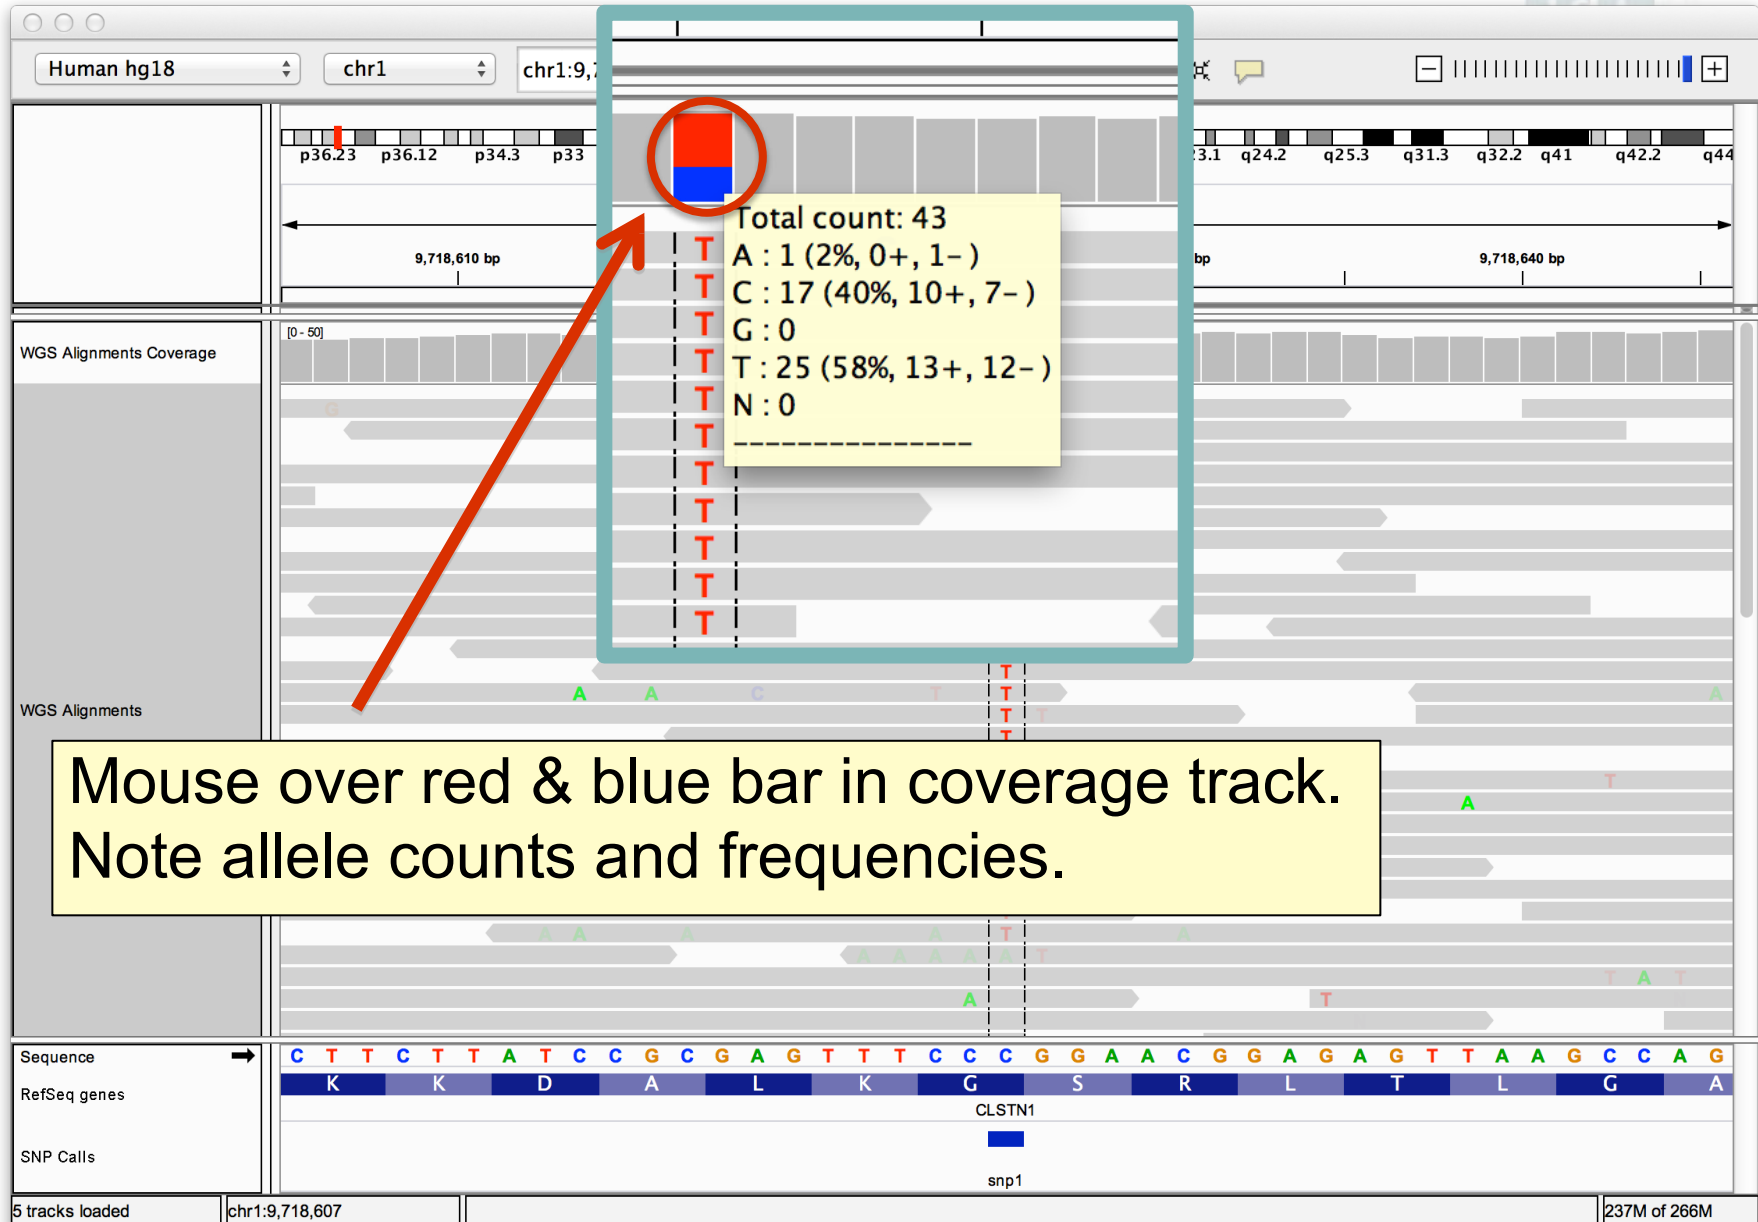 Human hg18
chr1
chr1:9,7
p36.23 p36.12 p34.3 p33 3.1 q24.2 q25.3 q31.3 q32.2 q41 q42.2 q44
9,718,610 bp bp 9,718,640 bp
Total count: 43
A : 1 (2%, 0+, 1- )
C : 17 (40%, 10+, 7- )
G : 0
T : 25 (58%, 13+, 12- )
N : 0
---------------
T
T
T
T
T
T
T
T
T
T
T
WGS Alignments Coverage
[0 - 50]
G
T
A A C T T A
WGS Alignments
T T
T
Mouse over red & blue bar in coverage track.
Note allele counts and frequencies.
T
A
A A A A T A
A A A A A T
T A T
A T
Sequence
C T T C T T A T C C G C G A G T T T C C C G G A A C G G A G A G T T A A G C C A G
RefSeq genes
K K D A L K G S R L T L G A
CLSTN1
SNP Calls
snp1
5 tracks loaded
chr1:9,718,607
237M of 266M